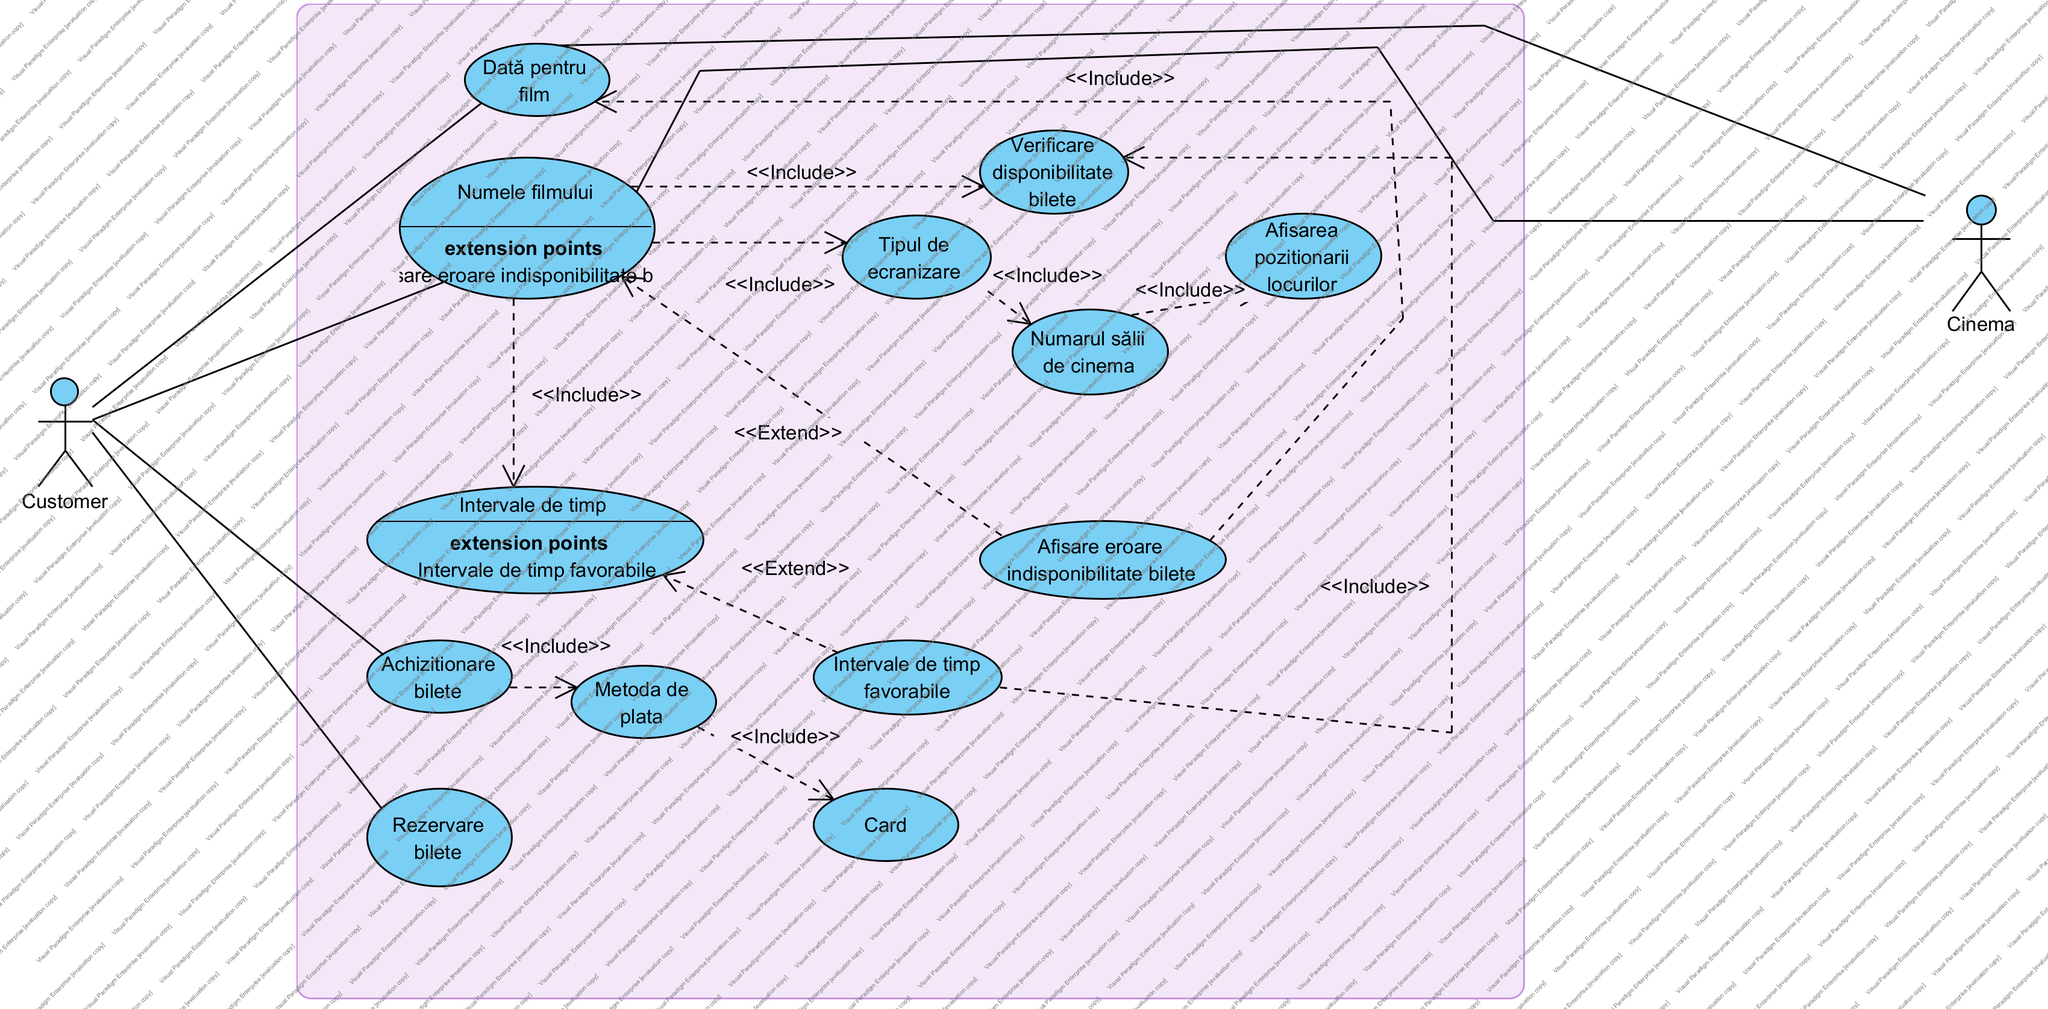 Dată pentru
film
<<Include>>
Verificare
disponibilitate
bilete
<<Include>>
Numele filmului
extension points
sare eroare indisponibilitate b
Tipul de
ecranizare
<<Include>>
<<Include>>
Afisarea
pozitionarii
locurilor
<<Include>>
Numarul sălii
de cinema
Cinema
<<Include>>
<<Extend>>
Customer
Intervale de timp
extension points
Intervale de timp favorabile
<<Extend>>
Afisare eroare
indisponibilitate bilete
<<Include>>
Achizitionare
bilete
<<Include>>
Metoda de
plata
Intervale de timp
favorabile
<<Include>>
Rezervare
bilete
Card
Visual Paradigm Enterprise [evaluation copy]